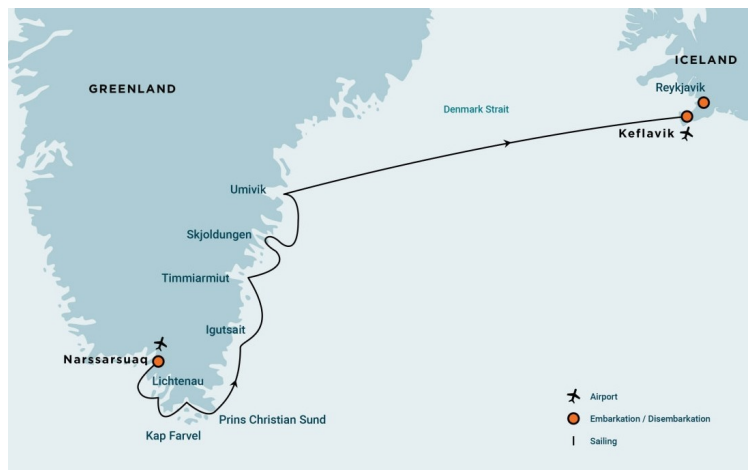 GREENLAND
ICELAND
Reykjavik
Denmark Strait
Keflavik
Umivik
Skjoldungen
Timmiarmiut
Igutsait
Narssarsuaq
Lichtenau
Prins Christian Sund
Kap Farvel
Airport
Embarkation / Disembarkation
Sailing